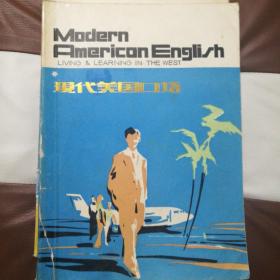 Modern
American English
LIVING & LEARNING IN THE WEST
现代美国口语